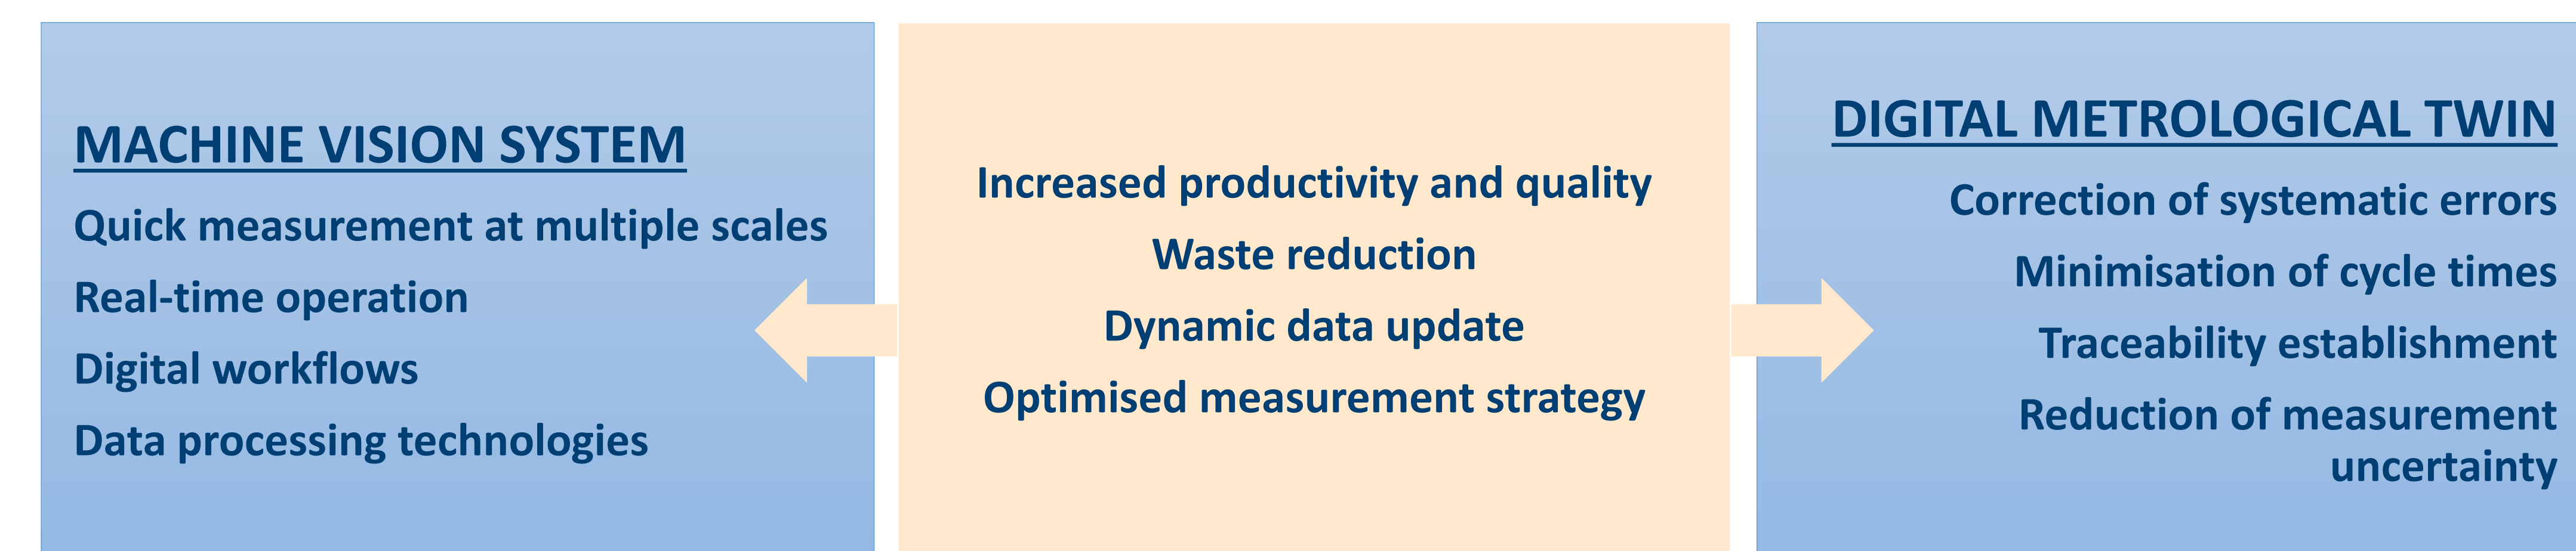 MACHINE VISION SYSTEM
Quick measurement at multiple scales
Real-time operation
Digital workflows
Data processing technologies
Increased productivity and quality
Waste reduction
Dynamic data update
Optimised measurement strategy
DIGITAL METROLOGICAL TWIN
Correction of systematic errors
Minimisation of cycle times
Traceability establishment
Reduction of measurement
uncertainty